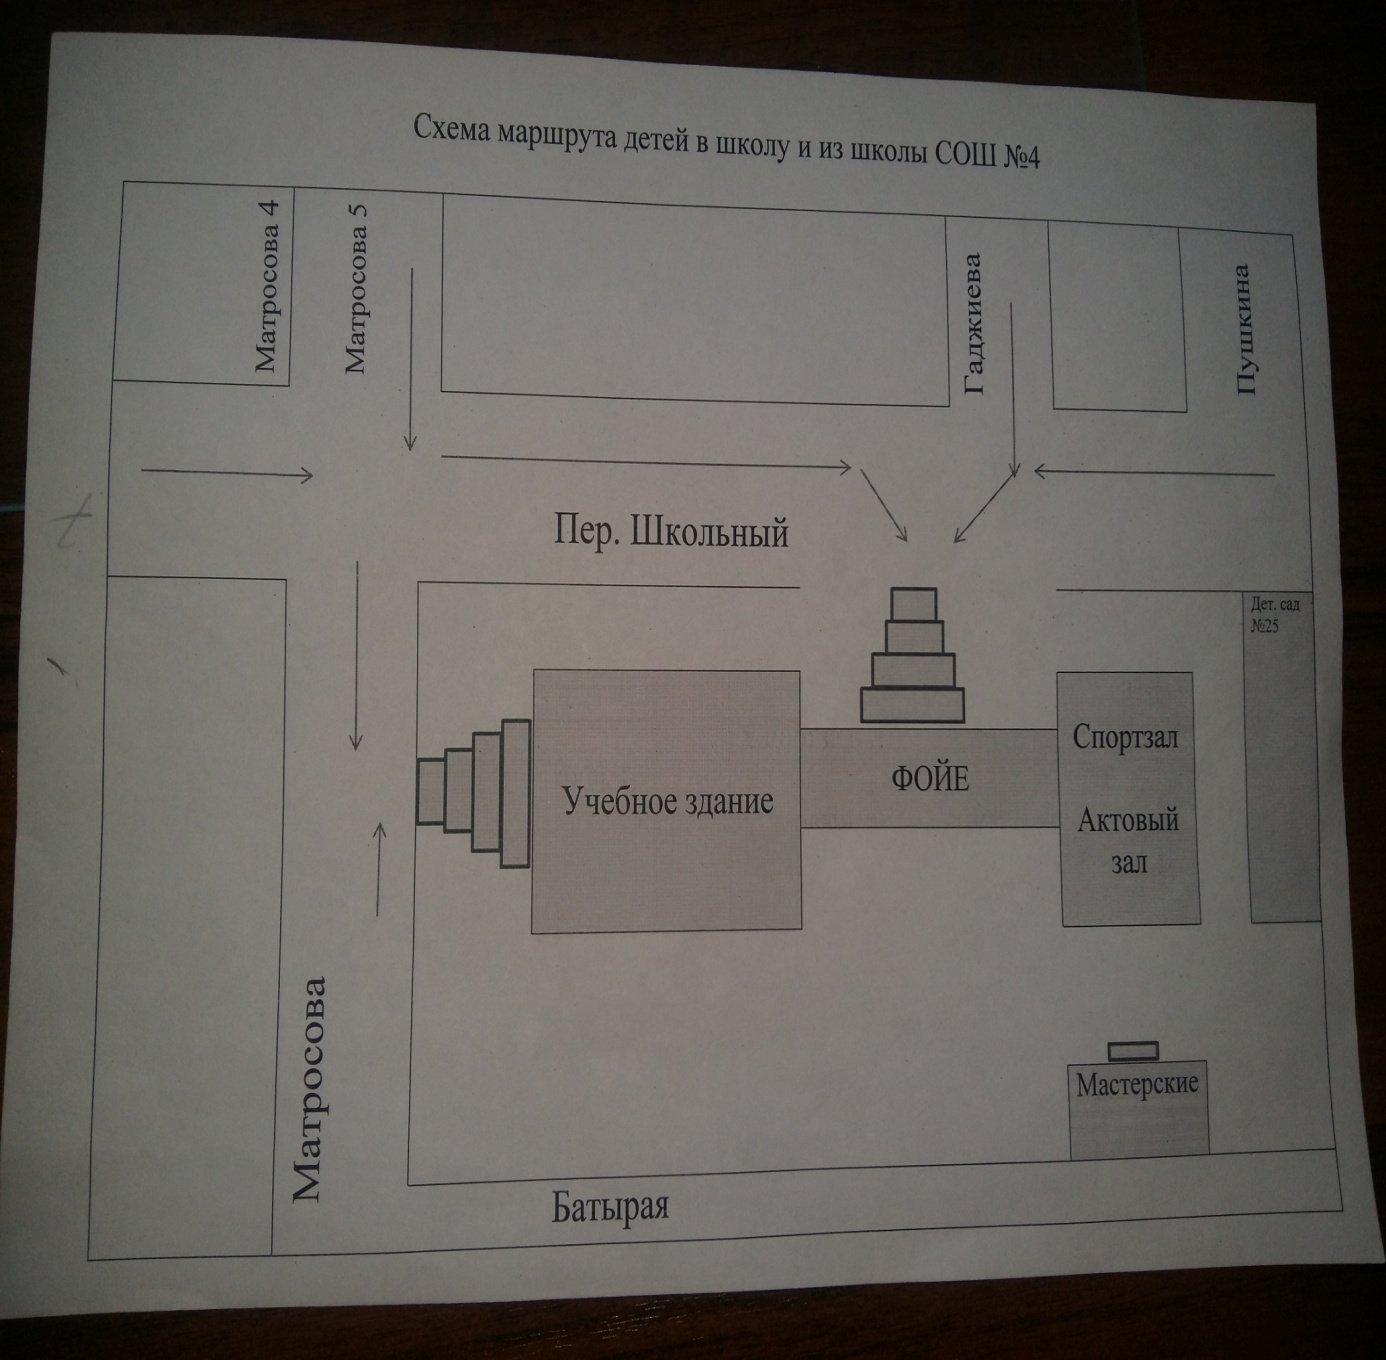 Схема маршрута детей в школу и из школы СОШ №4
Матросова 4
Матросова 5
Гаджиева
Пушкина
Пер. Школьный
Дет. сад
№25
Учебное здание
ФОЙЕ
Спортзал
Актовый
зал
Матросова
Мастерские
Батырая